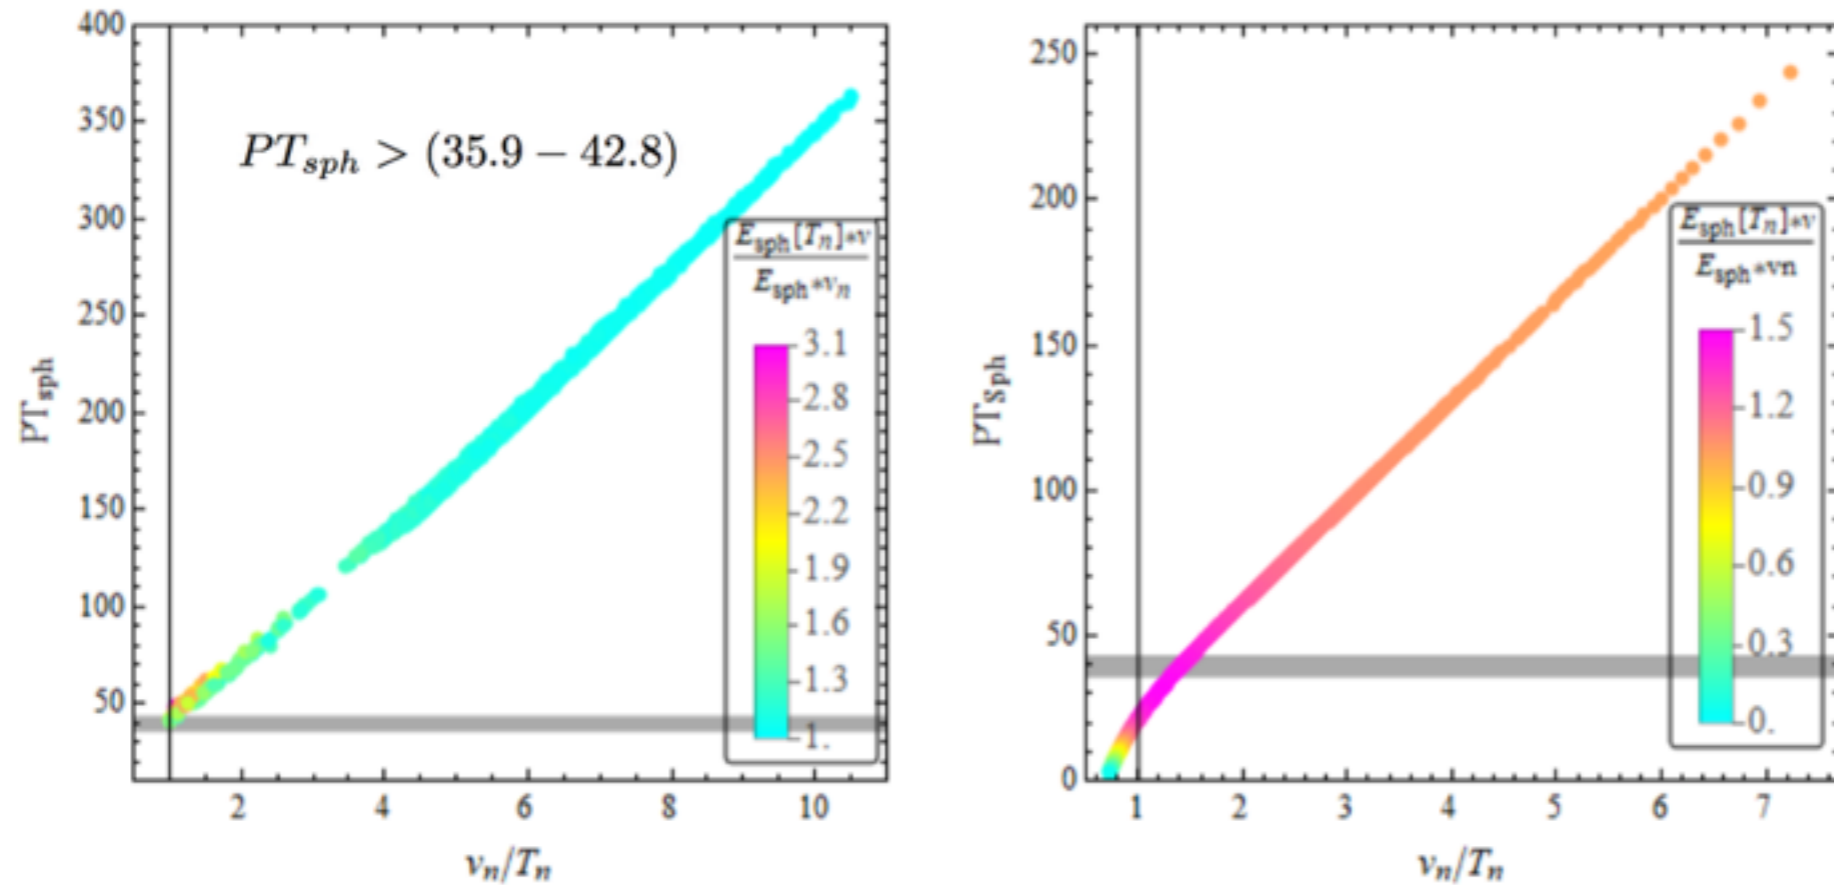 400
350
300
250
200
150
100
50
PT_sph
PT_sph > (35.9 − 42.8)
E_sph[T_n]*v
E_sph*v_n
3.1
2.8
2.5
2.2
1.9
1.6
1.3
1.
2 4 6 8 10
v_n/T_n
250
200
150
100
50
0
PT_Sph
E_sph[T_n]*v
E_sph*vn
1.5
1.2
0.9
0.6
0.3
0.
1 2 3 4 5 6 7
v_n/T_n